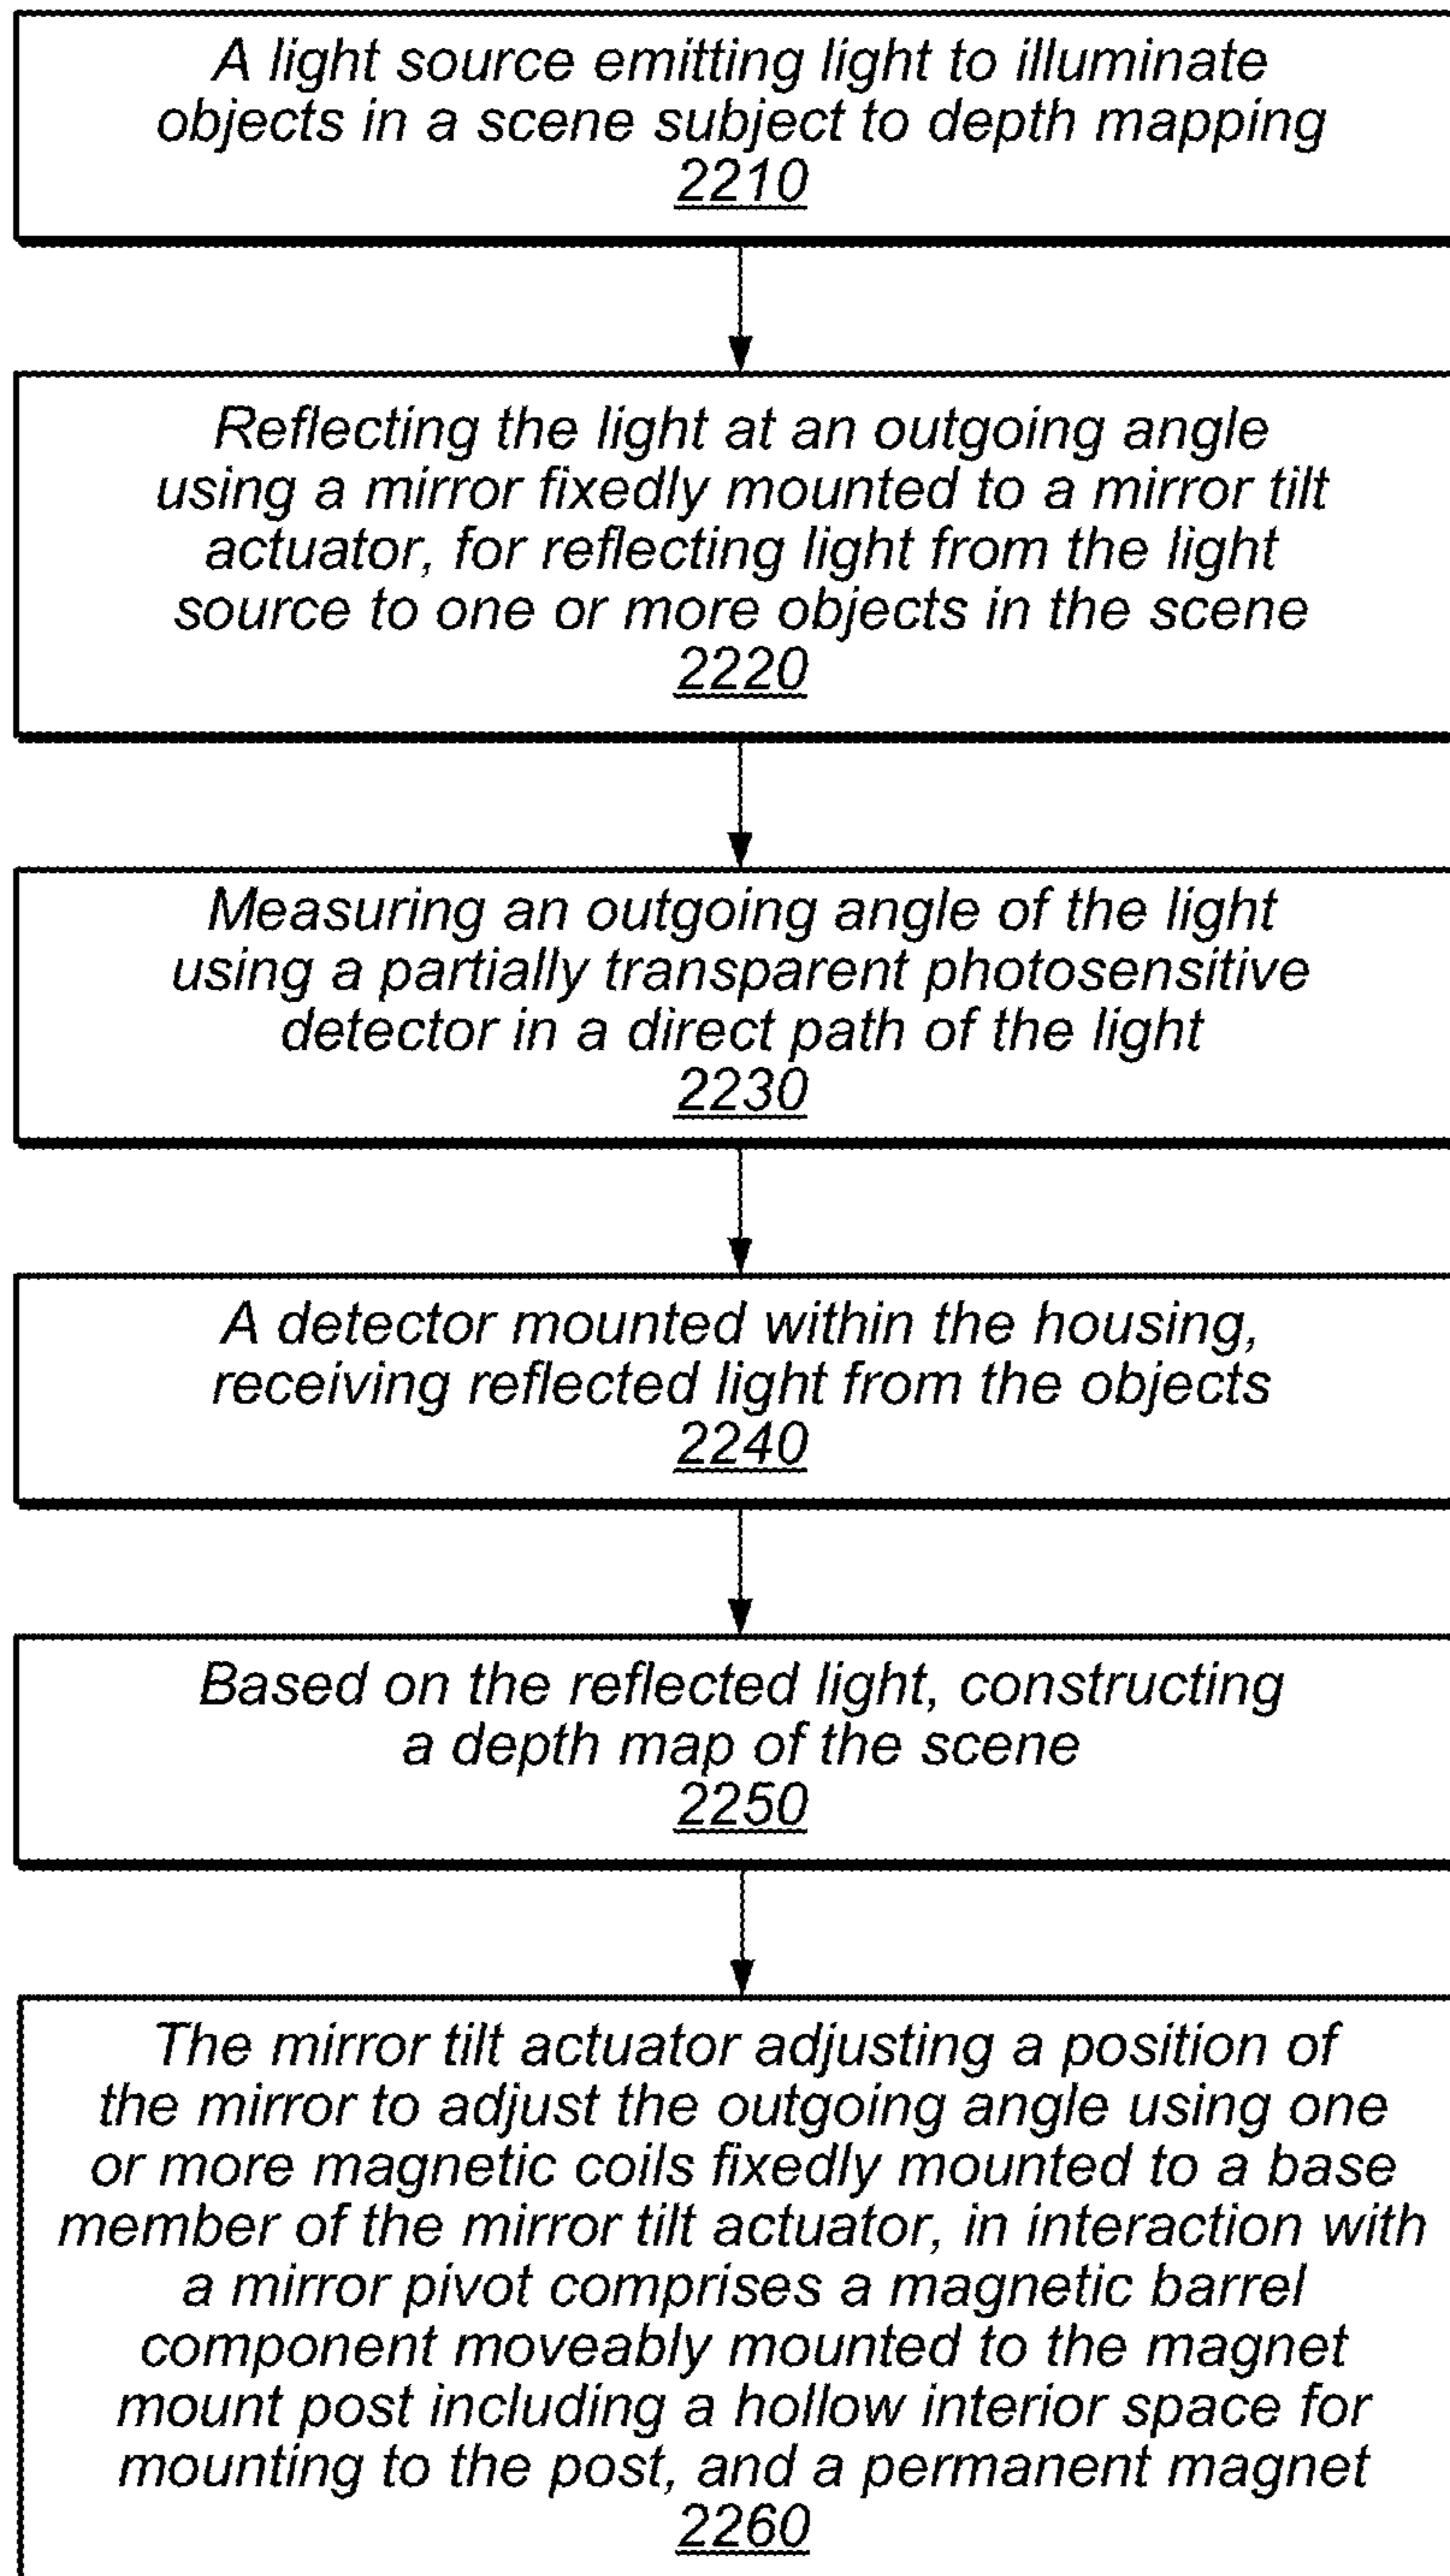 A light source emitting light to illuminate
objects in a scene subject to depth mapping
2210
Reflecting the light at an outgoing angle
using a mirror fixedly mounted to a mirror tilt
actuator, for reflecting light from the light
source to one or more objects in the scene
2220
Measuring an outgoing angle of the light
using a partially transparent photosensitive
detector in a direct path of the light
2230
A detector mounted within the housing,
receiving reflected light from the objects
2240
Based on the reflected light, constructing
a depth map of the scene
2250
The mirror tilt actuator adjusting a position of
the mirror to adjust the outgoing angle using one
or more magnetic coils fixedly mounted to a base
member of the mirror tilt actuator, in interaction with
a mirror pivot comprises a magnetic barrel
component moveably mounted to the magnet
mount post including a hollow interior space for
mounting to the post, and a permanent magnet
2260